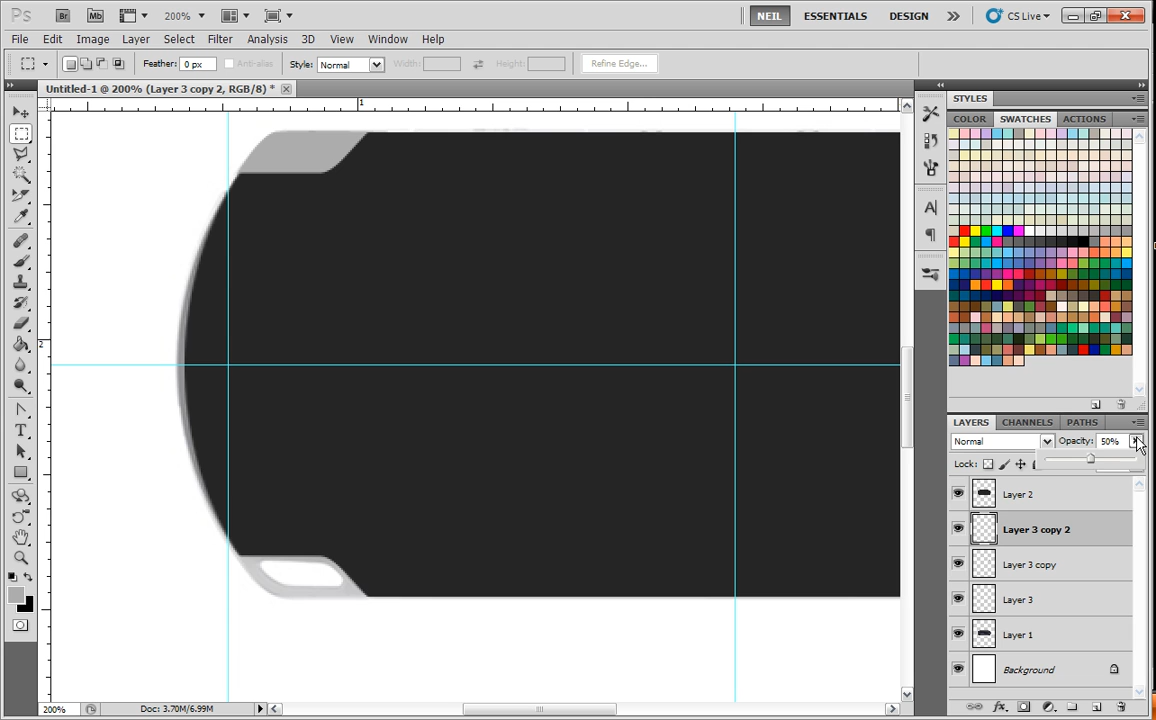 Ps Br Mb 200% NEIL ESSENTIALS DESIGN CS Live
File Edit Image Layer Select Filter Analysis 3D View Window Help
Feather: 0 px Anti-alias Style: Normal Width: Height: Refine Edge...
Untitled-1 @ 200% (Layer 3 copy 2, RGB/8) *
STYLES
COLOR SWATCHES ACTIONS
1
2
LAYERS CHANNELS PATHS
Normal Opacity: 50%
Lock:
Layer 2
Layer 3 copy 2
Layer 3 copy
Layer 3
Layer 1
Background
200% Doc: 3.70M/6.99M